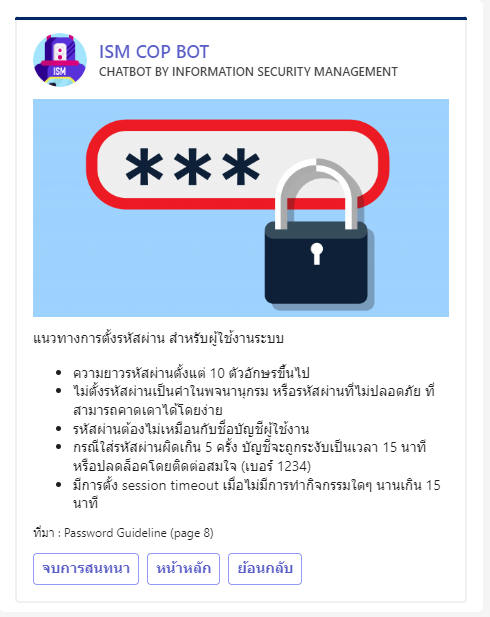 ISM
ISM COP BOT
CHATBOT BY INFORMATION SECURITY MANAGEMENT
***
แนวทางการตั้งรหัสผ่าน สำหรับผู้ใช้งานระบบ
• ความยาวรหัสผ่านตั้งแต่ 10 ตัวอักษรขึ้นไป
• ไม่ตั้งรหัสผ่านเป็นคำในพจนานุกรม หรือรหัสผ่านที่ไม่ปลอดภัย ที่
สามารถคาดเดาได้โดยง่าย
• รหัสผ่านต้องไม่เหมือนกับชื่อบัญชีผู้ใช้งาน
• กรณีใส่รหัสผ่านผิดเกิน 5 ครั้ง บัญชีจะถูกระงับเป็นเวลา 15 นาที
หรือปลดล็อคโดยติดต่อสมใจ (เบอร์ 1234)
• มีการตั้ง session timeout เมื่อไม่มีการทำกิจกรรมใดๆ นานเกิน 15
นาที
ที่มา : Password Guideline (page 8)
จบการสนทนา หน้าหลัก ย้อนกลับ